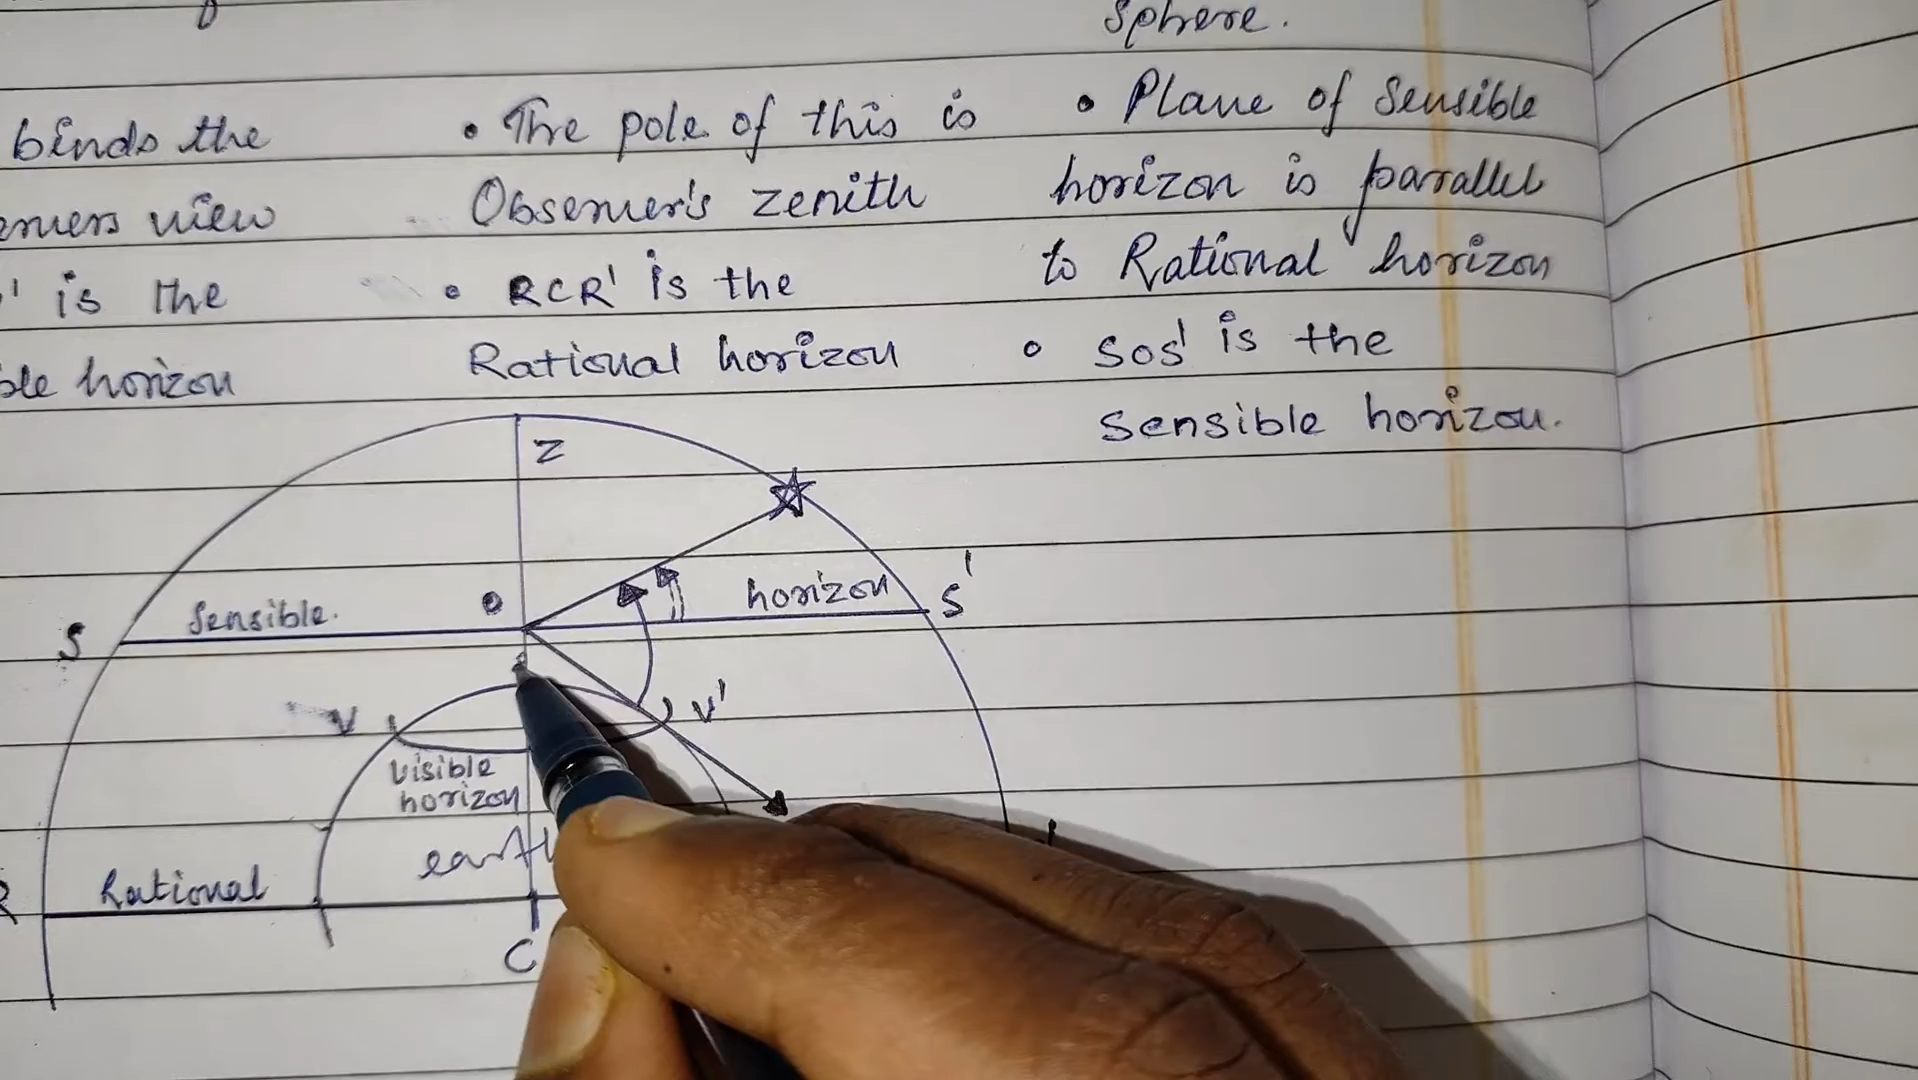 sphere.
binds the
• The pole of this is
• Plane of Sensible
view
Observer's zenith
horizon is parallel
' is the
• RCR' is the
to Rational horizon
horizon
Rational horizon
• SOS' is the
Sensible horizon.
Z
O
horizon
S'
S
Sensible.
V
V'
Visible
horizon
Rational
C